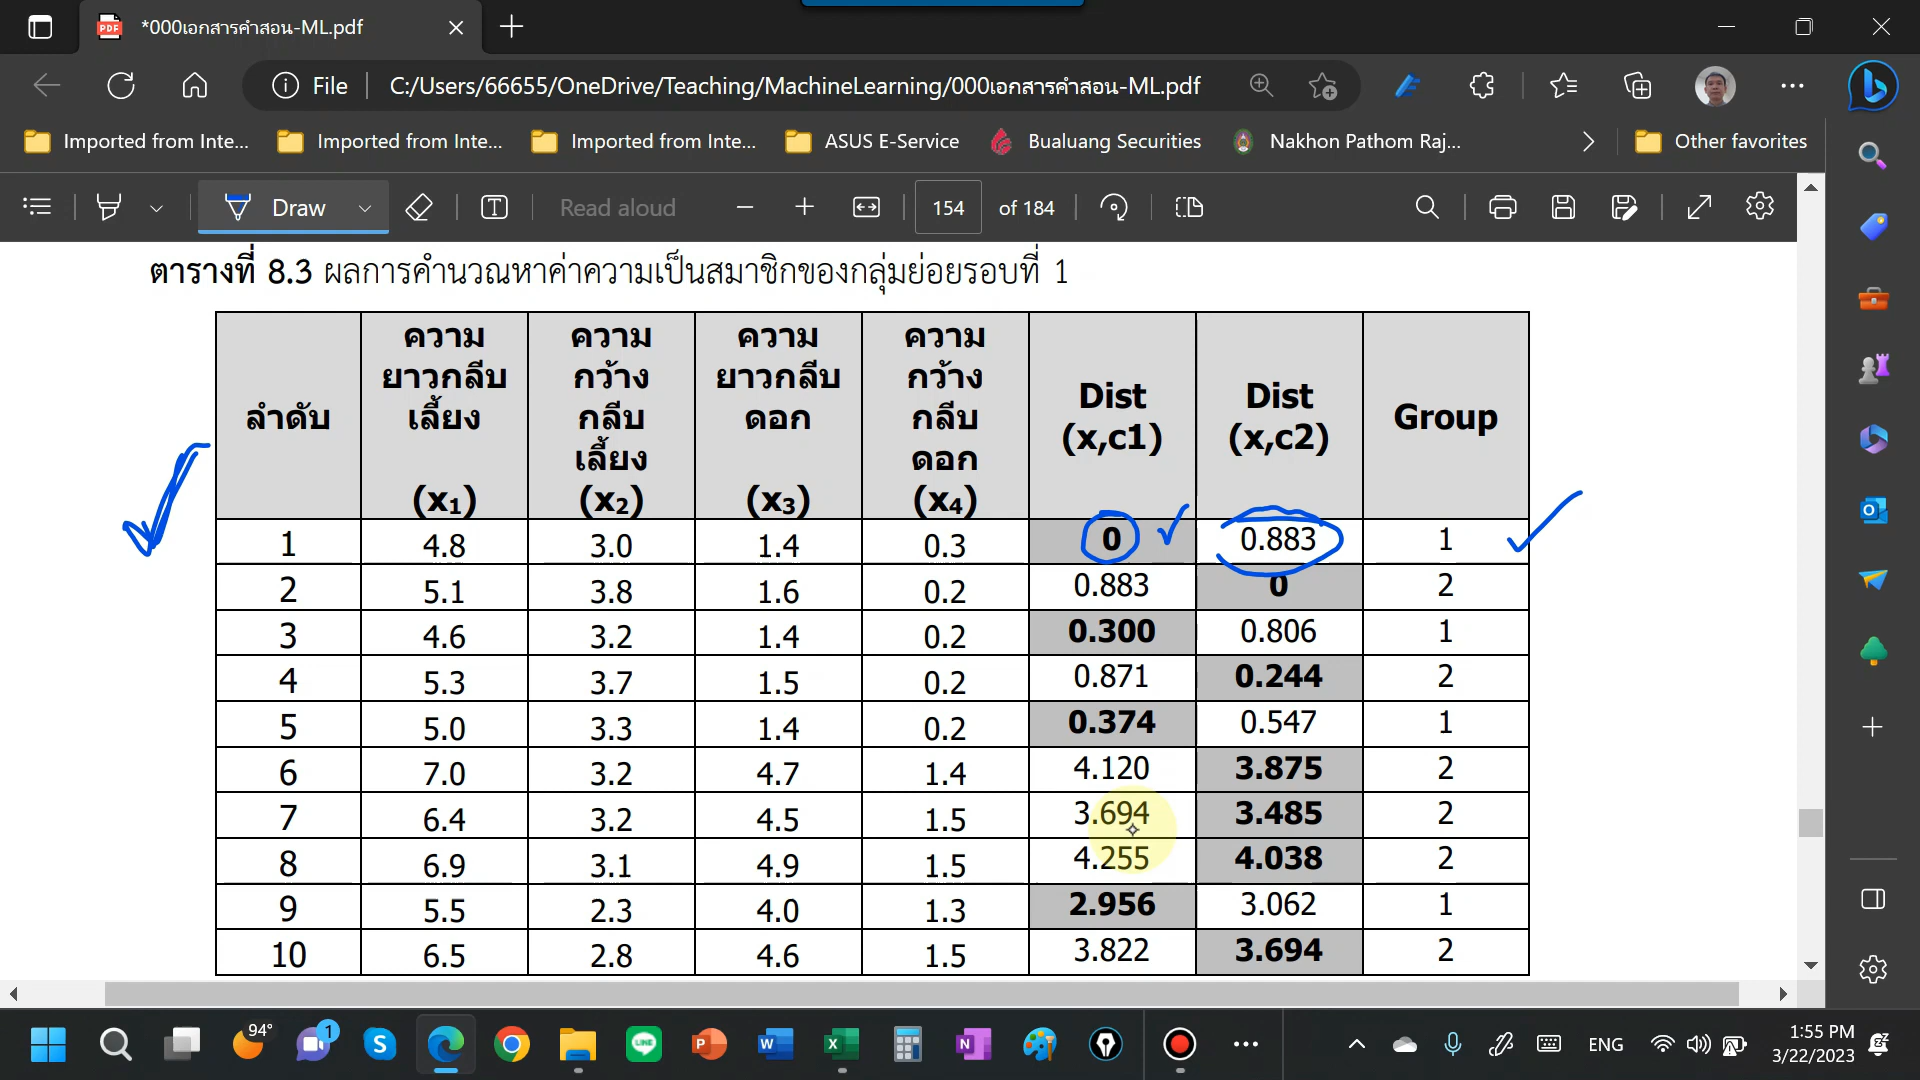 *000เอกสารคำสอน-ML.pdf
File C:/Users/66655/OneDrive/Teaching/MachineLearning/000เอกสารคำสอน-ML.pdf
Imported from Inte... Imported from Inte... Imported from Inte... ASUS E-Service Bualuang Securities Nakhon Pathom Raj... Other favorites
Draw Read aloud 154 of 184
ตารางที่ 8.3 ผลการคำนวณหาค่าความเป็นสมาชิกของกลุ่มย่อยรอบที่ 1
ลำดับ ความยาวกลีบเลี้ยง (x₁) ความกว้างกลีบเลี้ยง (x₂) ความยาวกลีบดอก (x₃) ความกว้างกลีบดอก (x₄) Dist (x,c1) Dist (x,c2) Group
1 4.8 3.0 1.4 0.3 0 0.883 1
2 5.1 3.8 1.6 0.2 0.883 0 2
3 4.6 3.2 1.4 0.2 0.300 0.806 1
4 5.3 3.7 1.5 0.2 0.871 0.244 2
5 5.0 3.3 1.4 0.2 0.374 0.547 1
6 7.0 3.2 4.7 1.4 4.120 3.875 2
7 6.4 3.2 4.5 1.5 3.694 3.485 2
8 6.9 3.1 4.9 1.5 4.255 4.038 2
9 5.5 2.3 4.0 1.3 2.956 3.062 1
10 6.5 2.8 4.6 1.5 3.822 3.694 2
94° 1 ENG 1:55 PM
3/22/2023